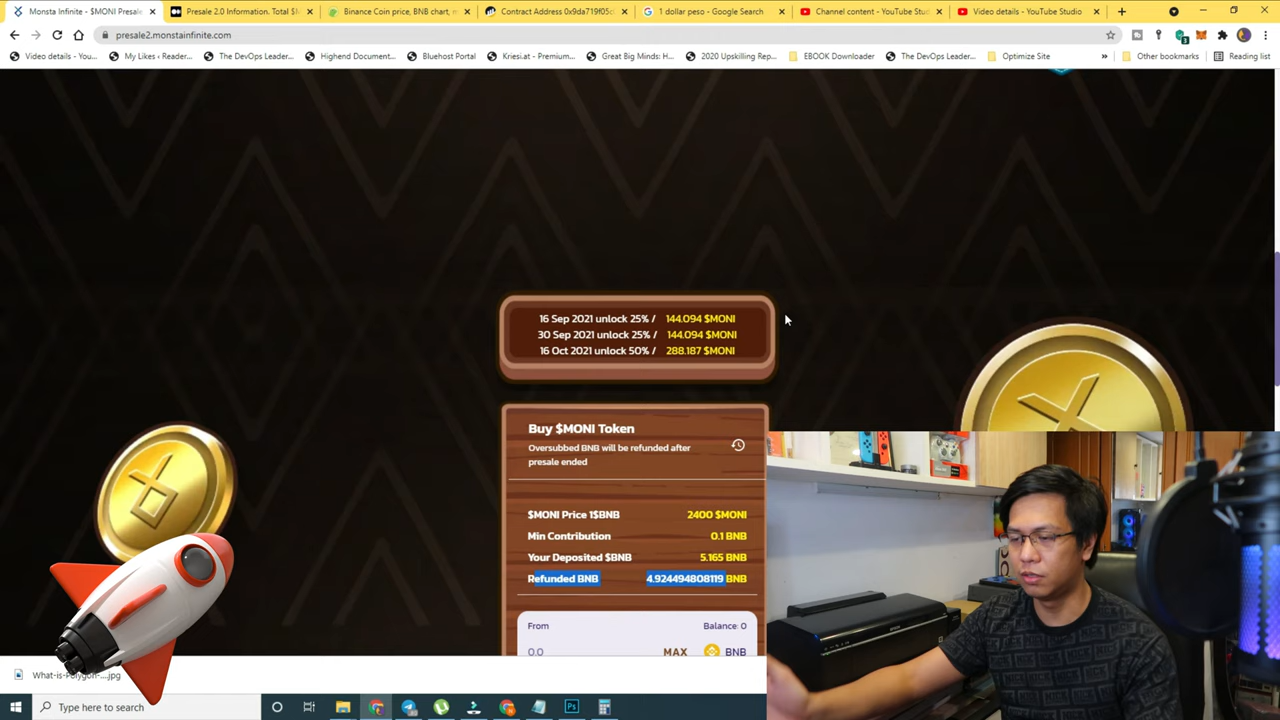 Monsta Infinite - $MONI Presale
Presale 2.0 Information. Total $
Binance Coin price, BNB chart, m
Contract Address 0x9da719f05c
1 dollar peso - Google Search
Channel content - YouTube Stu
Video details - YouTube Studio
presale2.monstainfinite.com
Video details - You...
My Likes ‹ Reader...
The DevOps Leader...
Highend Document...
Bluehost Portal
Kriesi.at - Premium...
Great Big Minds: H...
2020 Upskilling Rep...
EBOOK Downloader
The DevOps Leader...
Optimize Site
»
Other bookmarks
Reading list
16 Sep 2021 unlock 25% / 144.094 $MONI
30 Sep 2021 unlock 25% / 144.094 $MONI
16 Oct 2021 unlock 50% / 288.187 $MONI
Buy $MONI Token
Oversubbed BNB will be refunded after
presale ended
$MONI Price 1$BNB 2400 $MONI
Min Contribution 0.1 BNB
Your Deposited $BNB 5.165 BNB
Refunded BNB 4.924494808119 BNB
From Balance: 0
0.0 MAX BNB
What-is-Polygon-....jpg
Type here to search
EPSON